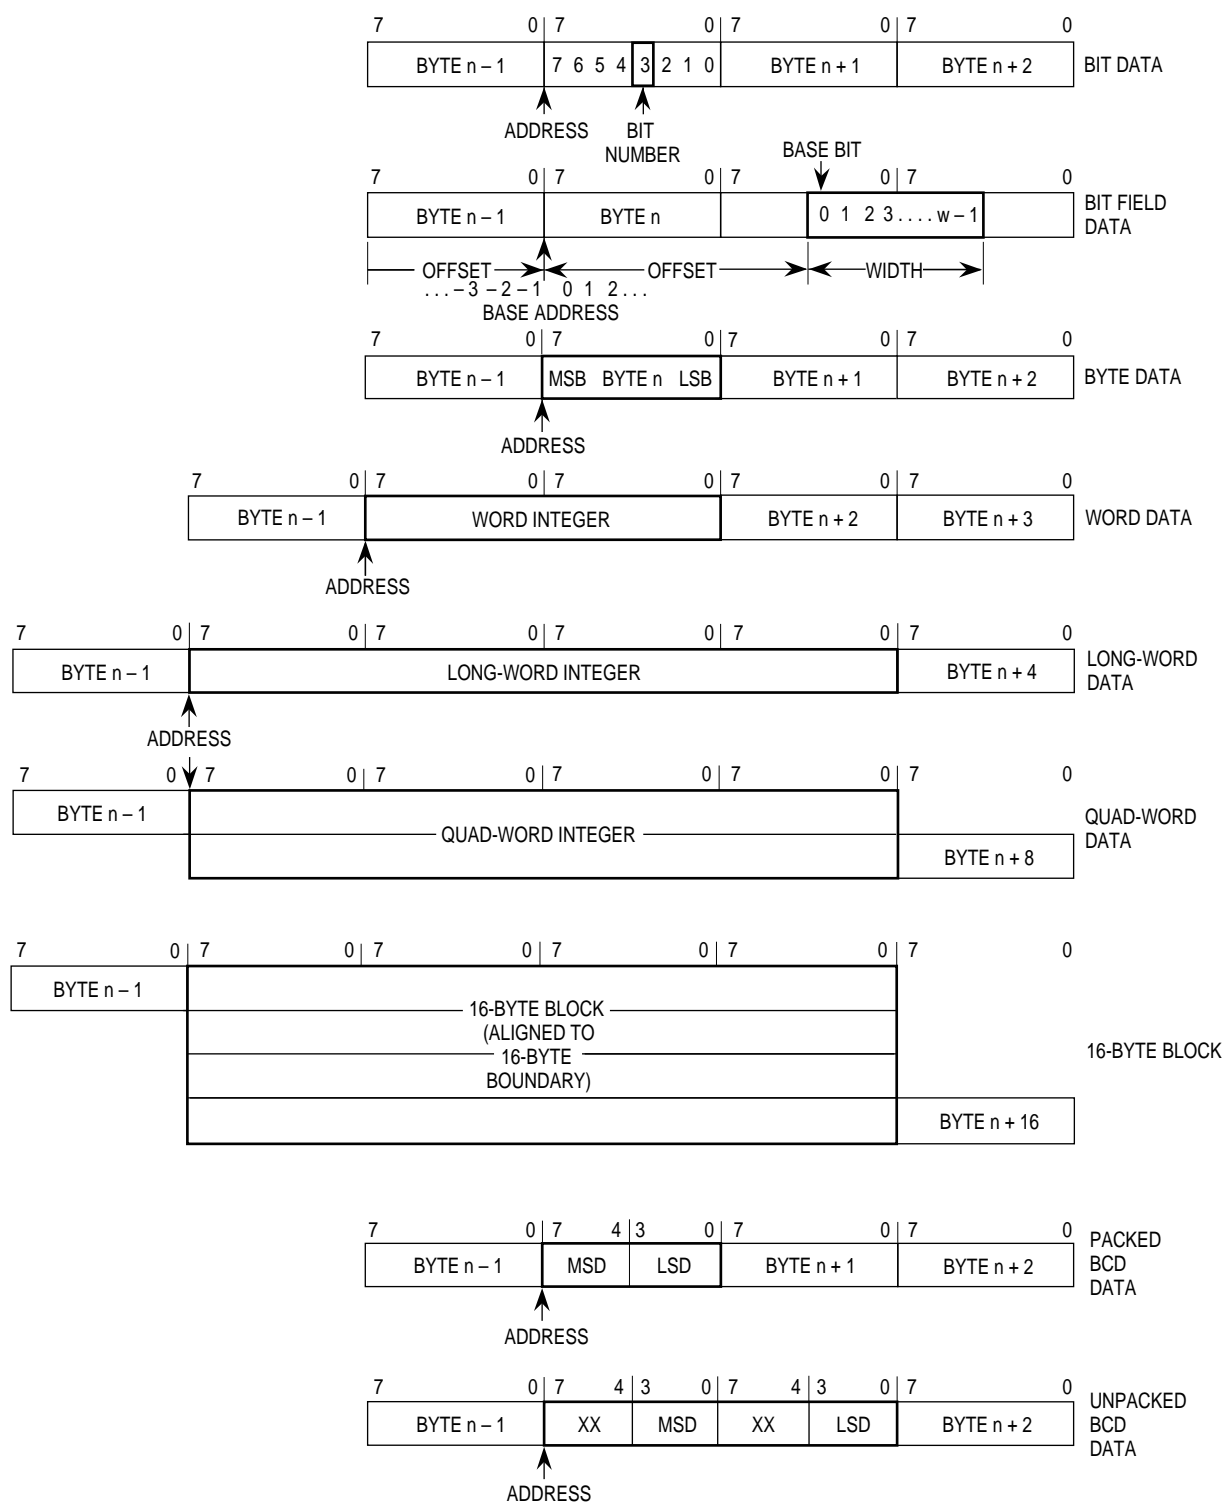 7 0 7 0 7 0 7 0
BYTE n – 1 7 6 5 4 3 2 1 0 BYTE n + 1 BYTE n + 2 BIT DATA
ADDRESS BIT
NUMBER
BASE BIT
7 0 7 0 7 0 7 0
BYTE n – 1 BYTE n 0 1 2 3 . . . . w – 1 BIT FIELD
DATA
OFFSET OFFSET WIDTH
. . . – 3 – 2 – 1 0 1 2 . . .
BASE ADDRESS
7 0 7 0 7 0 7 0
BYTE n – 1 MSB BYTE n LSB BYTE n + 1 BYTE n + 2 BYTE DATA
ADDRESS
7 0 7 0 7 0 7 0 7 0
BYTE n – 1 WORD INTEGER BYTE n + 2 BYTE n + 3 WORD DATA
ADDRESS
7 0 7 0 7 0 7 0 7 0 7 0
BYTE n – 1 LONG-WORD INTEGER BYTE n + 4 LONG-WORD
DATA
ADDRESS
7 0 7 0 7 0 7 0 7 0 7 0
BYTE n – 1
QUAD-WORD INTEGER QUAD-WORD
DATA
BYTE n + 8
7 0 7 0 7 0 7 0 7 0 7 0
BYTE n – 1
16-BYTE BLOCK
(ALIGNED TO
16-BYTE
BOUNDARY)
16-BYTE BLOCK
BYTE n + 16
7 0 7 4 3 0 7 0 7 0
BYTE n – 1 MSD LSD BYTE n + 1 BYTE n + 2 PACKED
BCD
DATA
ADDRESS
7 0 7 4 3 0 7 4 3 0 7 0
BYTE n – 1 XX MSD XX LSD BYTE n + 2 UNPACKED
BCD
DATA
ADDRESS